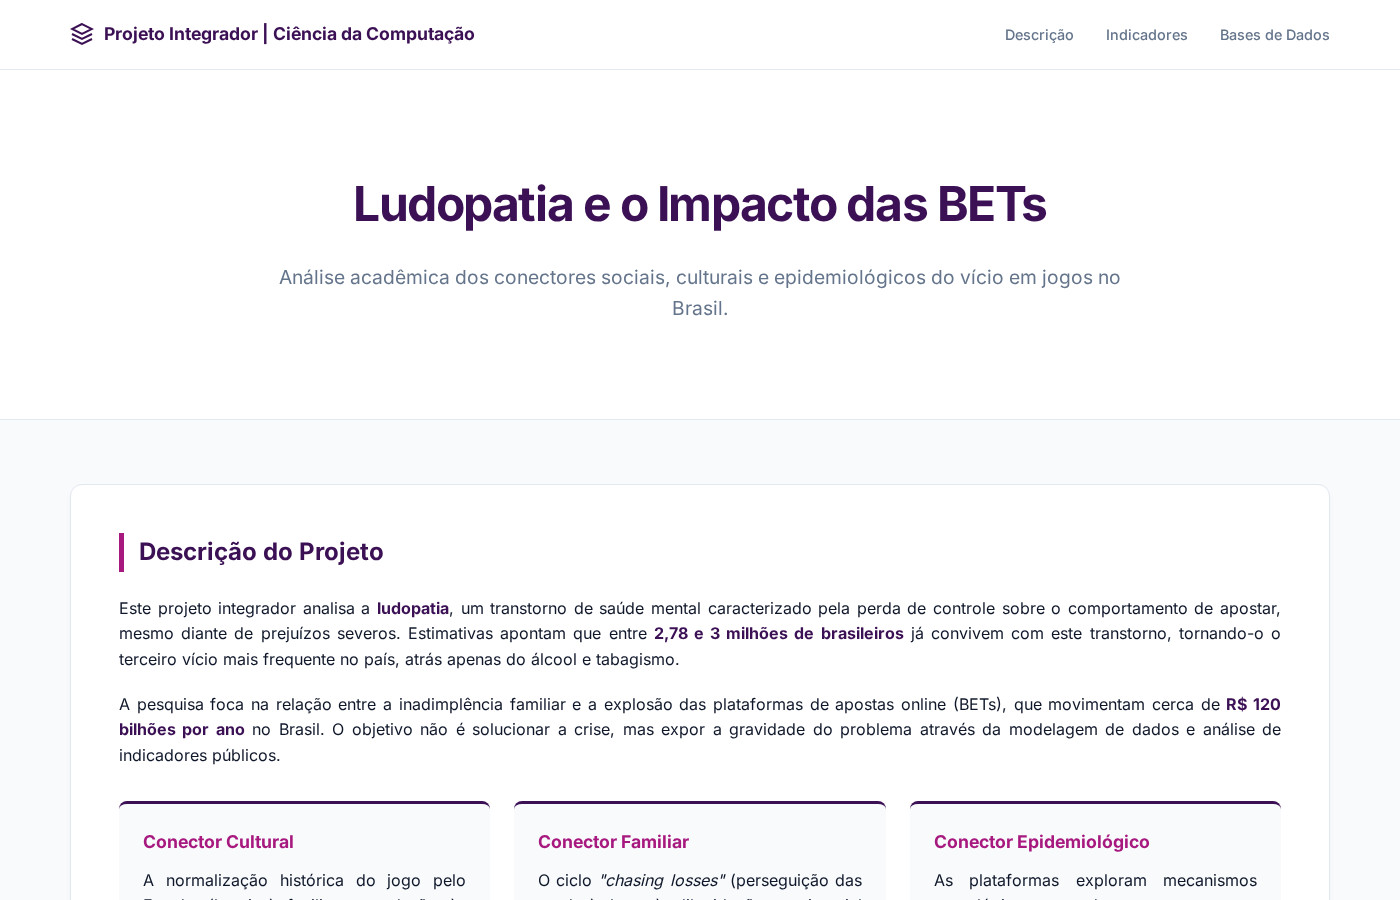 Projeto Integrador | Ciência da Computação
Descrição
Indicadores
Bases de Dados
Ludopatia e o Impacto das BETs
Análise acadêmica dos conectores sociais, culturais e epidemiológicos do vício em jogos no
Brasil.
Descrição do Projeto
Este projeto integrador analisa a ludopatia, um transtorno de saúde mental caracterizado pela perda de controle sobre o comportamento de apostar,
mesmo diante de prejuízos severos. Estimativas apontam que entre 2,78 e 3 milhões de brasileiros já convivem com este transtorno, tornando-o o
terceiro vício mais frequente no país, atrás apenas do álcool e tabagismo.
A pesquisa foca na relação entre a inadimplência familiar e a explosão das plataformas de apostas online (BETs), que movimentam cerca de R$ 120
bilhões por ano no Brasil. O objetivo não é solucionar a crise, mas expor a gravidade do problema através da modelagem de dados e análise de
indicadores públicos.
Conector Cultural
A normalização histórica do jogo pelo
Conector Familiar
O ciclo "chasing losses" (perseguição das
Conector Epidemiológico
As plataformas exploram mecanismos